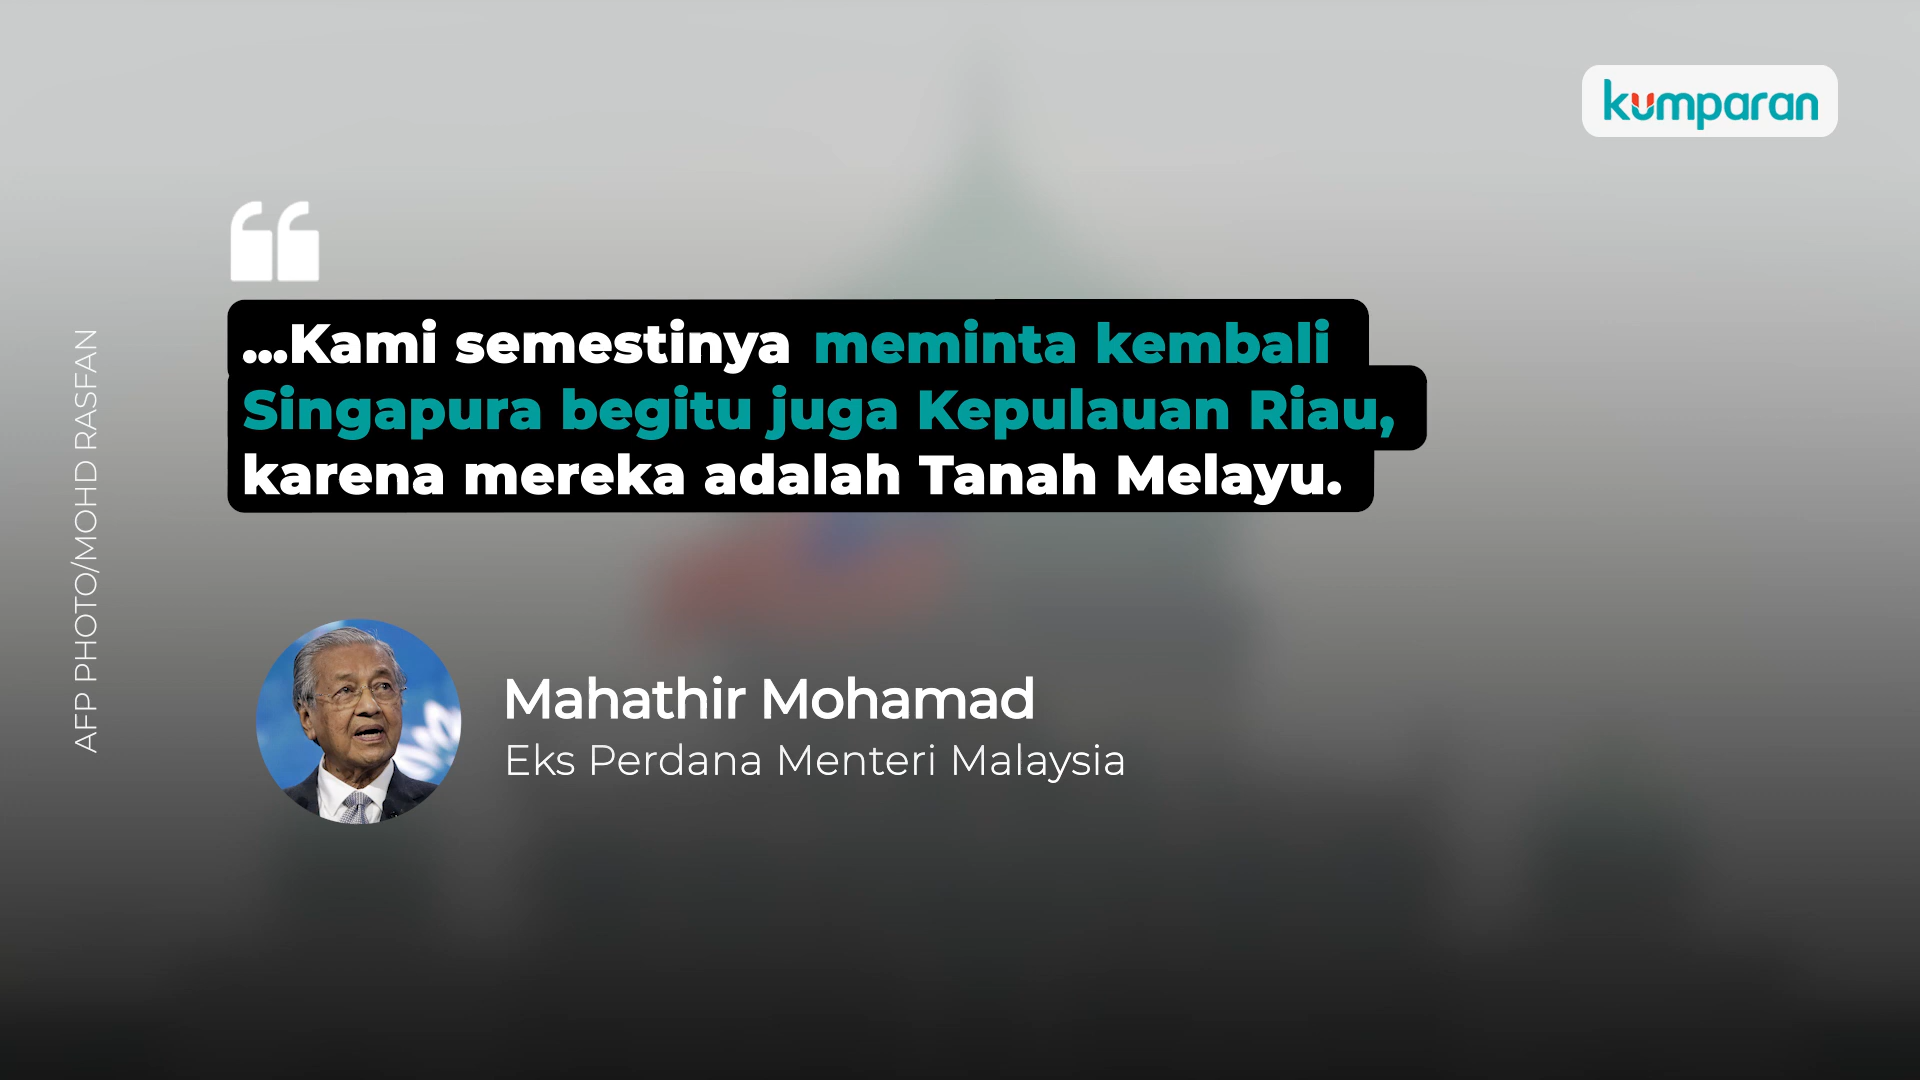 kumparan
...Kami semestinya meminta kembali
Singapura begitu juga Kepulauan Riau,
karena mereka adalah Tanah Melayu.
Mahathir Mohamad
Eks Perdana Menteri Malaysia
AFP PHOTO/MOHD RASFAN